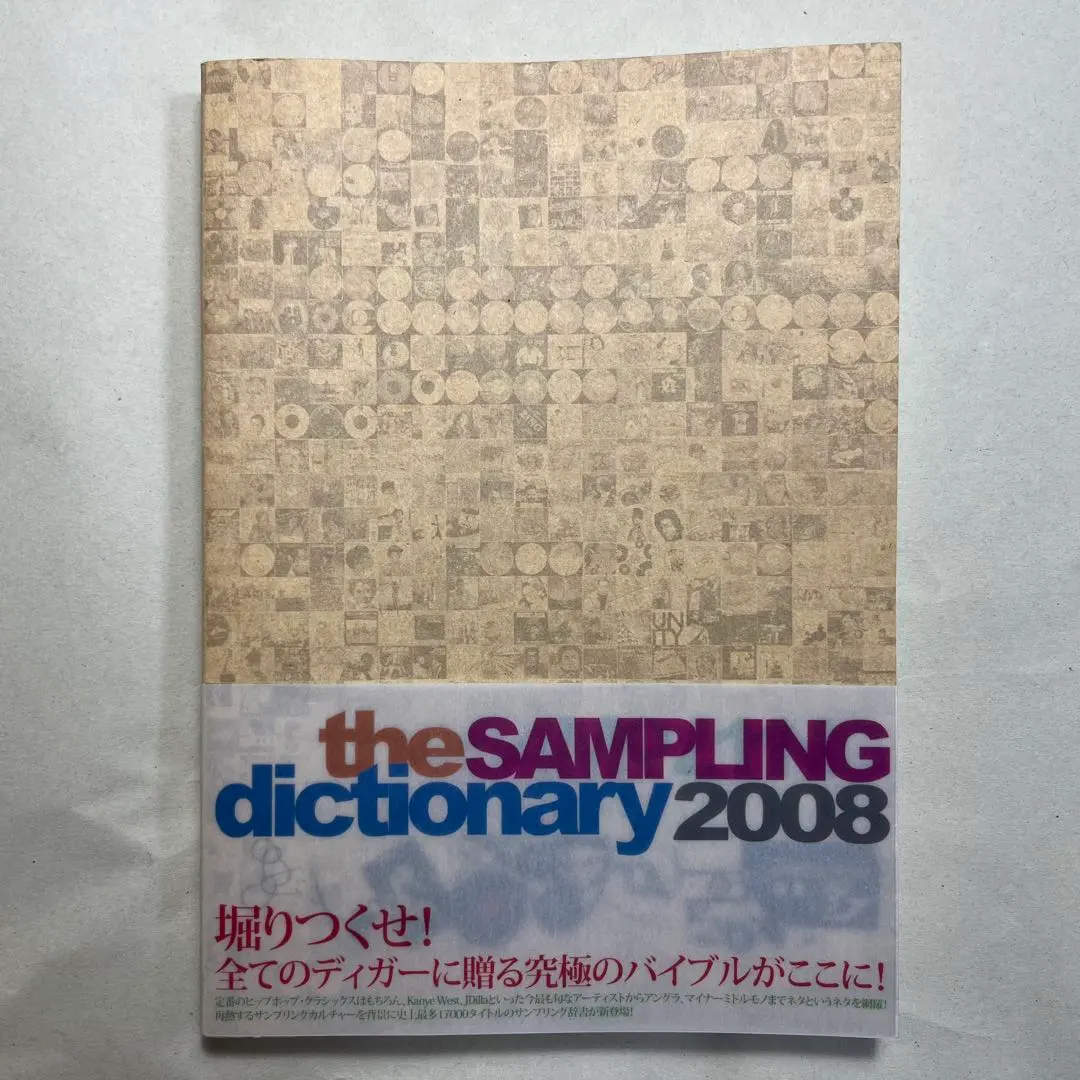 UNI
TY
the SAMPLING
dictionary 2008
堀りつくせ!
全てのディガーに贈る究極のバイブルがここに!
定番のヒップホップ・クラシックスはもちろん、Kanye West, JDillaといった今最も旬なアーティストからアングラ、マイナーミドルモノまでネタというネタを網羅!
再熱するサンプリングカルチャーを背景に史上最多17000タイトルのサンプリング辞書が新登場!